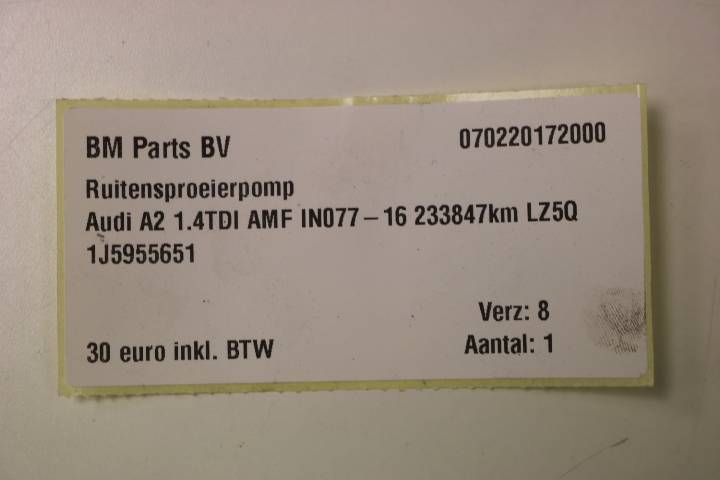 BM Parts BV 070220172000
Ruitensproeierpomp
Audi A2 1.4TDI AMF IN077-16 233847km LZ5Q
1J5955651
Verz: 8
30 euro inkl. BTW Aantal: 1